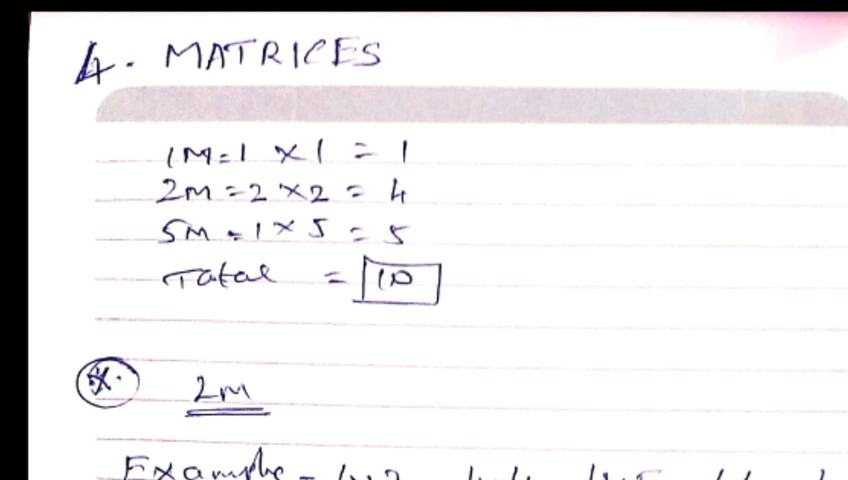 4. MATRICES
1M=1 × 1 = 1
2M=2 × 2 = 4
5M=1 × 5 = 5
Total = 10
*. 2M
Example -